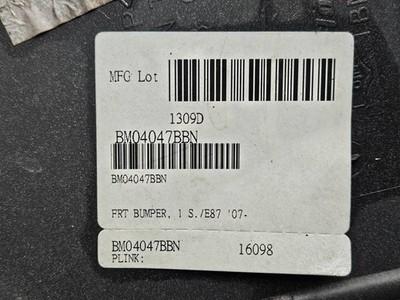 MFG Lot
1309D
BM04047BBN
BM04047BBN
FRT BUMPER, 1 S./E87 '07-
BM04047BBN 16098
PLINK: